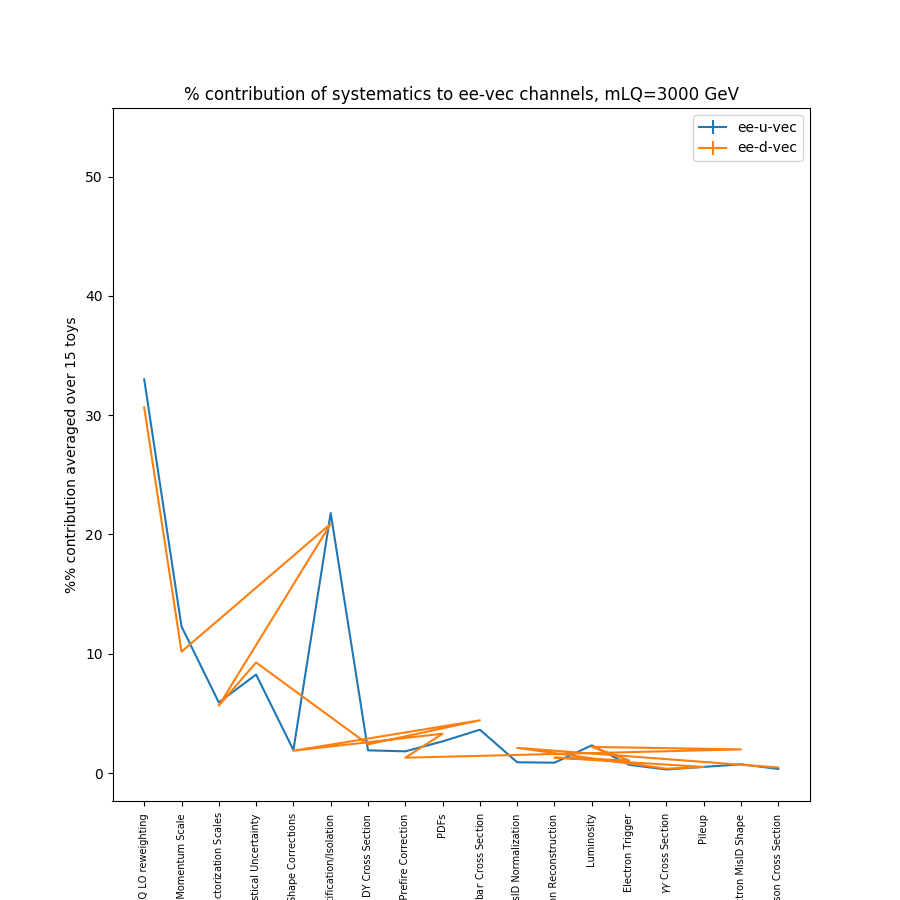 % contribution of systematics to ee-vec channels, mLQ=3000 GeV
ee-u-vec
ee-d-vec
50
40
30
20
10
0
%% contribution averaged over 15 toys
Q LO reweighting
Momentum Scale
ctorization Scales
stical Uncertainty
Shape Corrections
tification/Isolation
DY Cross Section
Prefire Correction
PDFs
bar Cross Section
sID Normalization
on Reconstruction
Luminosity
Electron Trigger
γγ Cross Section
Pileup
ctron MisID Shape
son Cross Section